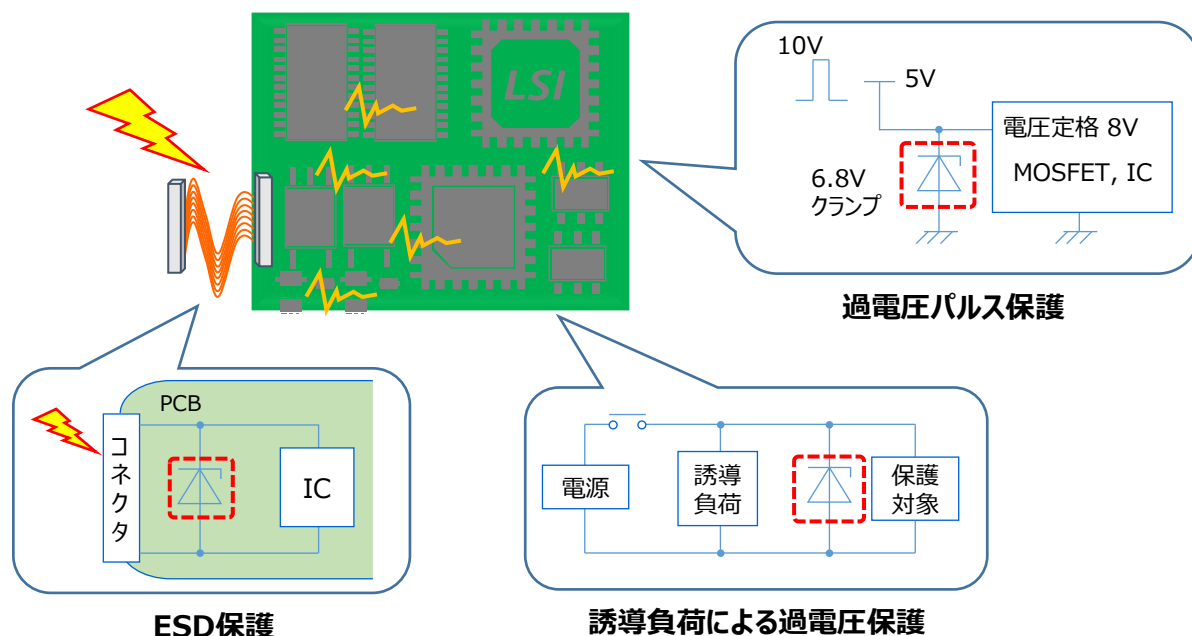 LSI
10V
5V
電圧定格 8V
MOSFET, IC
6.8V
クランプ
過電圧パルス保護
PCB
コネクタ
IC
ESD保護
電源
誘導
負荷
保護
対象
誘導負荷による過電圧保護